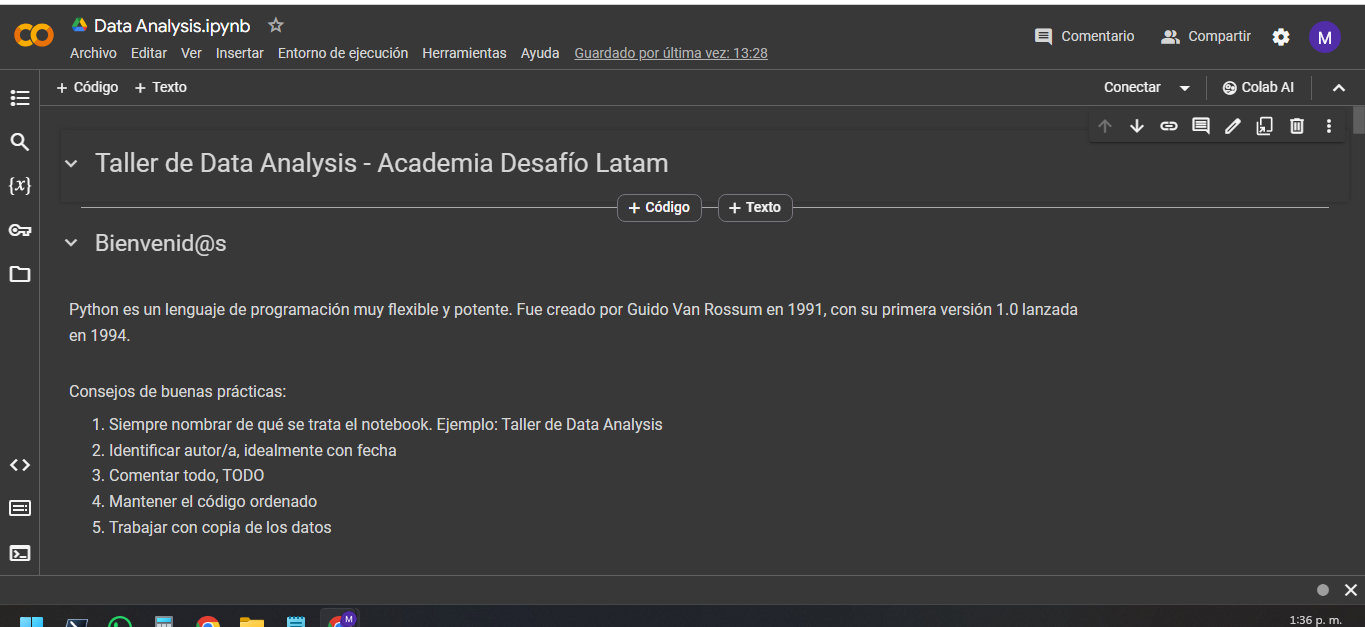 Data Analysis.ipynb
Archivo Editar Ver Insertar Entorno de ejecución Herramientas Ayuda Guardado por última vez: 13:28
Comentario Compartir M
+ Código + Texto
Conectar Colab AI
{x}
Taller de Data Analysis - Academia Desafío Latam
+ Código + Texto
Bienvenid@s
Python es un lenguaje de programación muy flexible y potente. Fue creado por Guido Van Rossum en 1991, con su primera versión 1.0 lanzada
en 1994.
Consejos de buenas prácticas:
1. Siempre nombrar de qué se trata el notebook. Ejemplo: Taller de Data Analysis
2. Identificar autor/a, idealmente con fecha
3. Comentar todo, TODO
4. Mantener el código ordenado
5. Trabajar con copia de los datos
M
1:36 p. m.